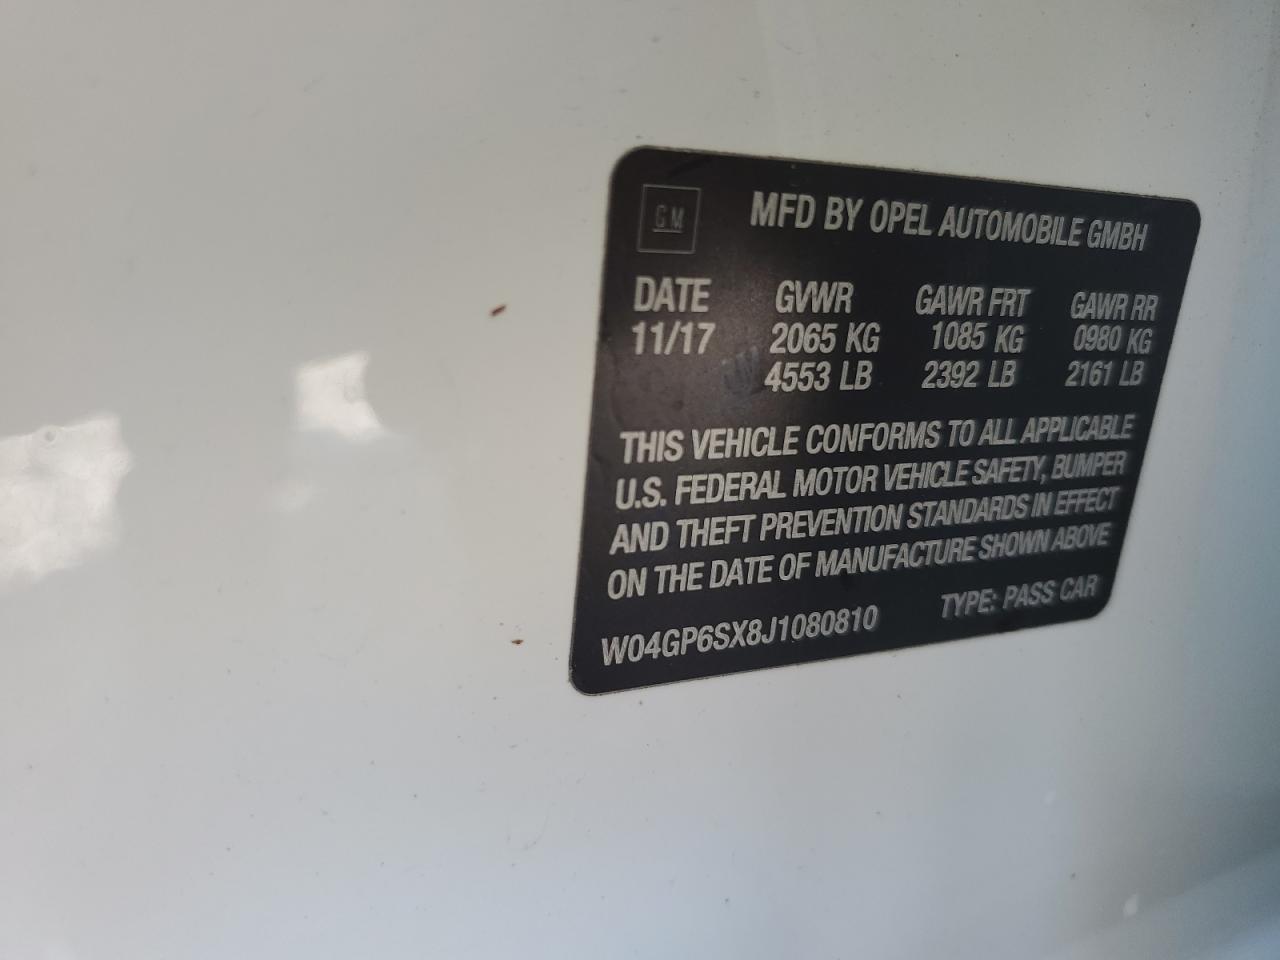 GM MFD BY OPEL AUTOMOBILE GMBH
DATE GVWR GAWR FRT GAWR RR
11/17 2065 KG 1085 KG 0980 KG
4553 LB 2392 LB 2161 LB
THIS VEHICLE CONFORMS TO ALL APPLICABLE
U.S. FEDERAL MOTOR VEHICLE SAFETY, BUMPER
AND THEFT PREVENTION STANDARDS IN EFFECT
ON THE DATE OF MANUFACTURE SHOWN ABOVE
W04GP6SX8J1080810 TYPE: PASS CAR